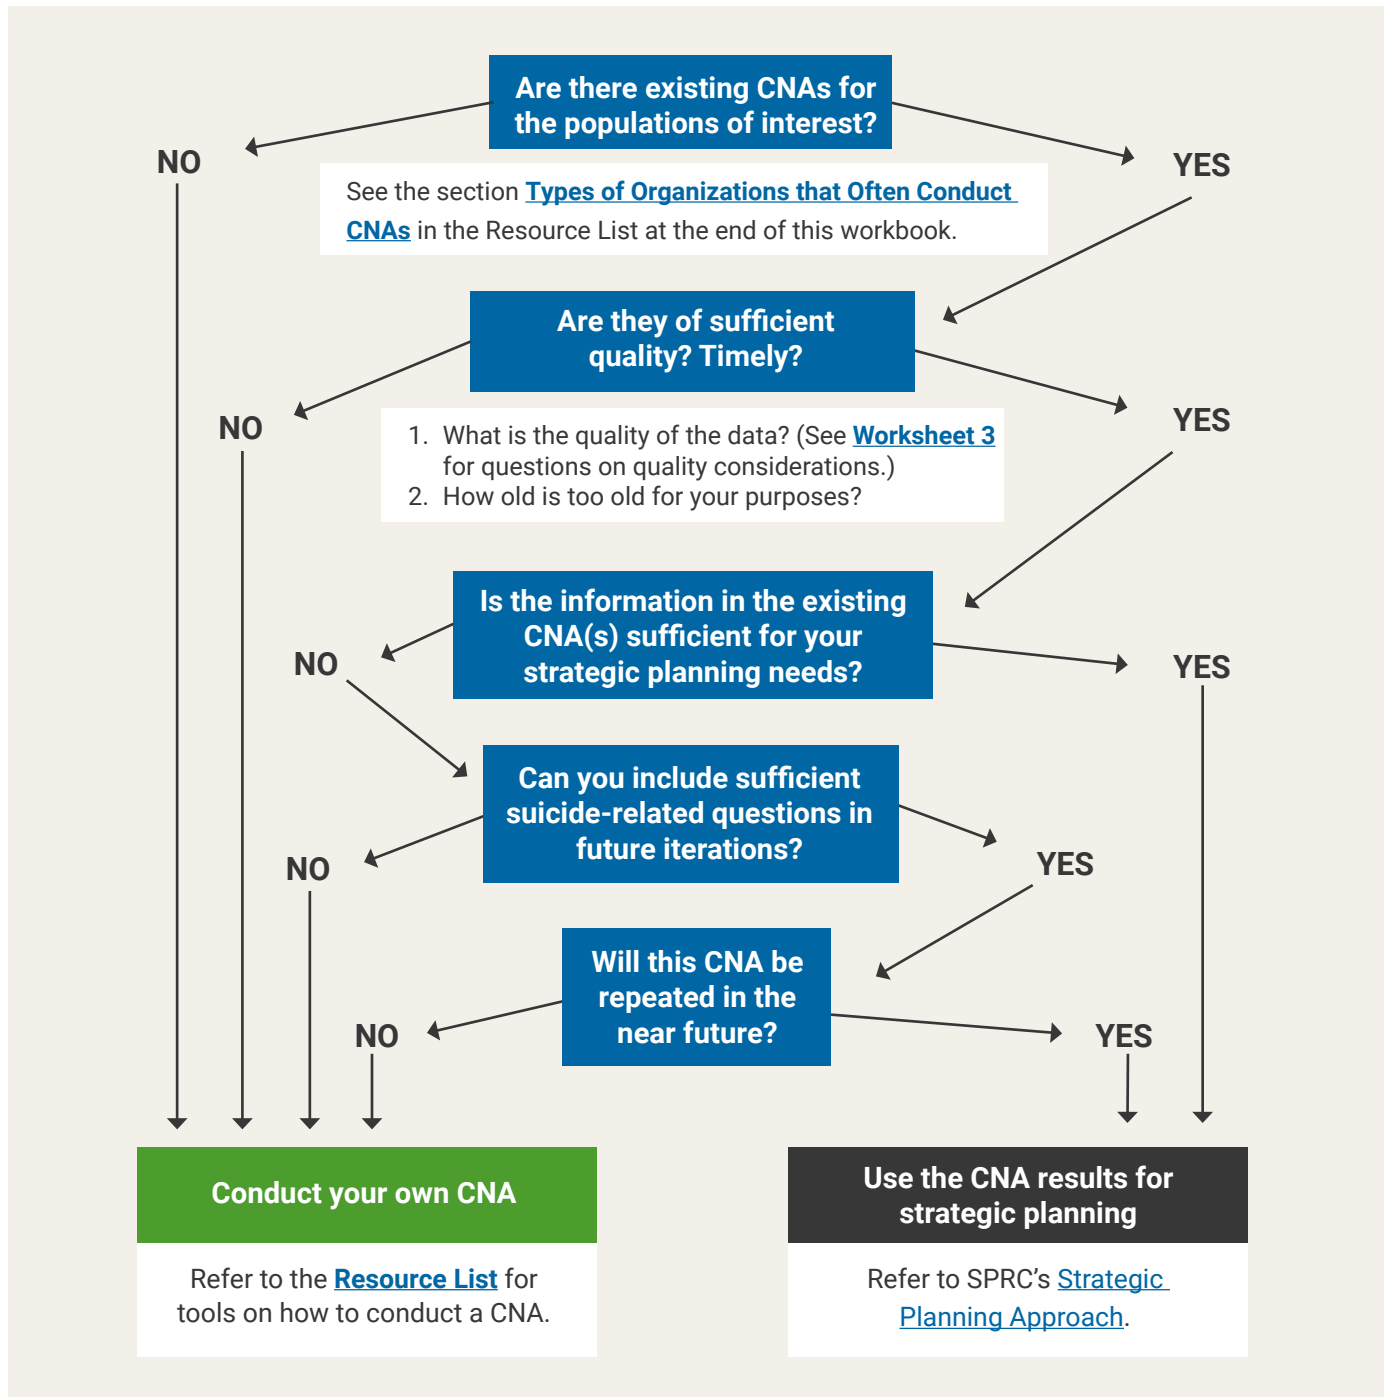 Are there existing CNAs for
the populations of interest?
NO
YES
See the section Types of Organizations that Often Conduct
CNAs in the Resource List at the end of this workbook.
Are they of sufficient
quality? Timely?
NO
YES
1. What is the quality of the data? (See Worksheet 3
for questions on quality considerations.)
2. How old is too old for your purposes?
Is the information in the existing
CNA(s) sufficient for your
strategic planning needs?
NO
YES
Can you include sufficient
suicide-related questions in
future iterations?
NO
YES
Will this CNA be
repeated in the
near future?
NO
YES
Conduct your own CNA
Refer to the Resource List for
tools on how to conduct a CNA.
Use the CNA results for
strategic planning
Refer to SPRC’s Strategic
Planning Approach.